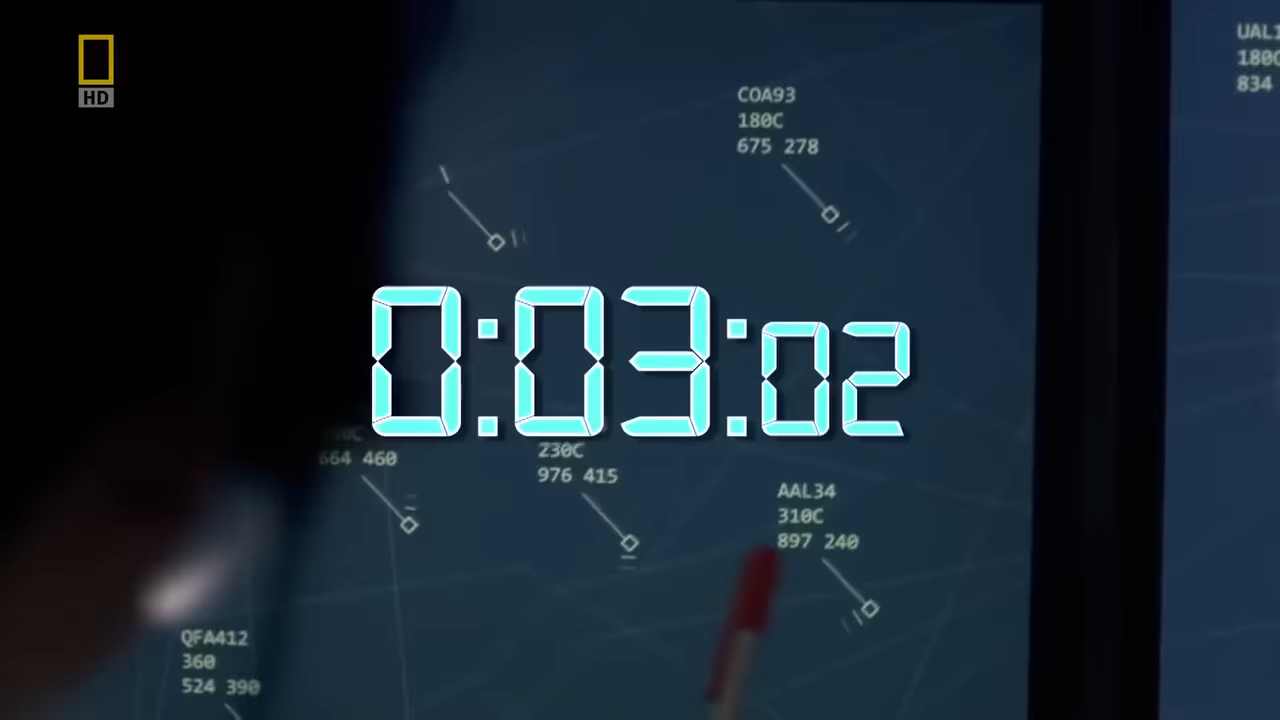 HD
UAL1
180C
834
COA93
180C
675 278
0:03:02
664 460
230C
976 415
AAL34
310C
897 240
QFA412
360
524 390